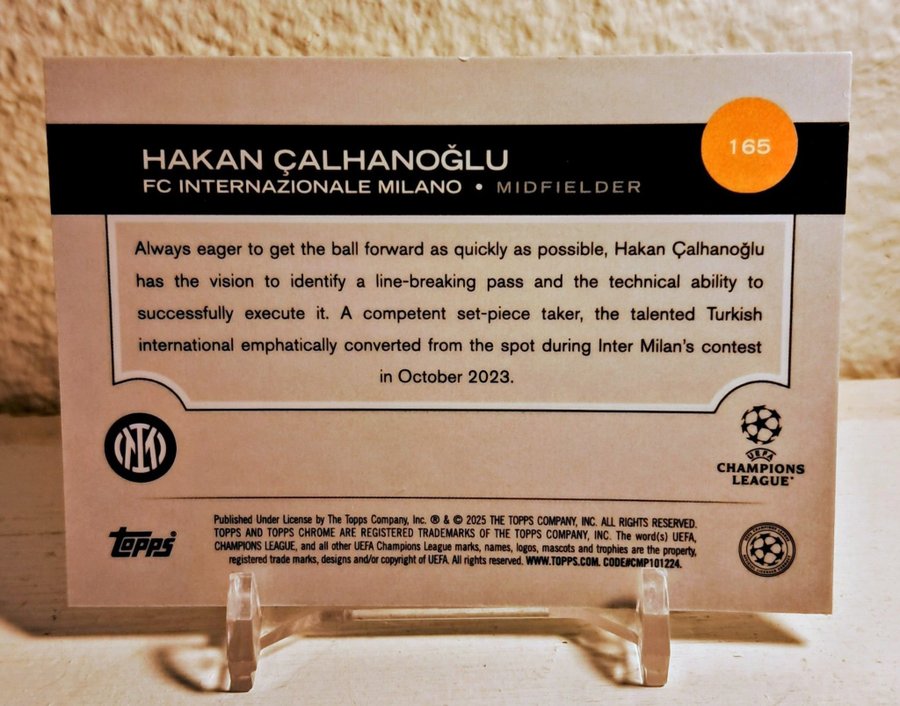 165
HAKAN ÇALHANOĞLU
FC INTERNAZIONALE MILANO • MIDFIELDER
Always eager to get the ball forward as quickly as possible, Hakan Çalhanoğlu
has the vision to identify a line-breaking pass and the technical ability to
successfully execute it. A competent set-piece taker, the talented Turkish
international emphatically converted from the spot during Inter Milan's contest
in October 2023.
UEFA
CHAMPIONS
LEAGUE
topps
Published Under License by The Topps Company, Inc. ® & © 2025 THE TOPPS COMPANY, INC. ALL RIGHTS RESERVED.
TOPPS AND TOPPS CHROME ARE REGISTERED TRADEMARKS OF THE TOPPS COMPANY, INC. The word(s) UEFA,
CHAMPIONS LEAGUE, and all other UEFA Champions League marks, names, logos, mascots and trophies are the property,
registered trade marks, designs and/or copyright of UEFA. All rights reserved. WWW.TOPPS.COM. CODE#CMP101224.